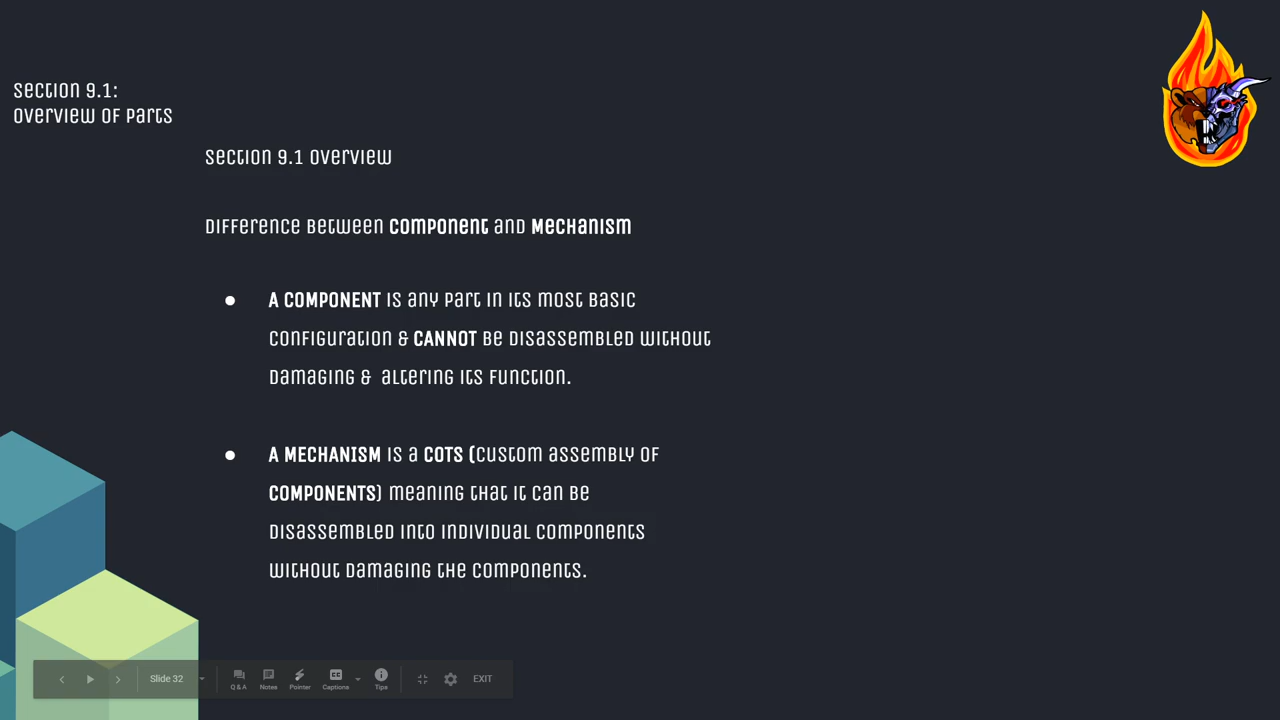 Section 9.1:
Overview of Parts
Section 9.1 Overview
Difference Between Component and Mechanism
● A COMPONENT is any part in its most basic
configuration & CANNOT be disassembled without
damaging & altering its function.
● A MECHANISM is a COTS (custom assembly of
COMPONENTS) meaning that it can be
disassembled into individual components
without damaging the components.
Slide 32
Q & A
Notes
Pointer
CC
Captions
Tips
EXIT